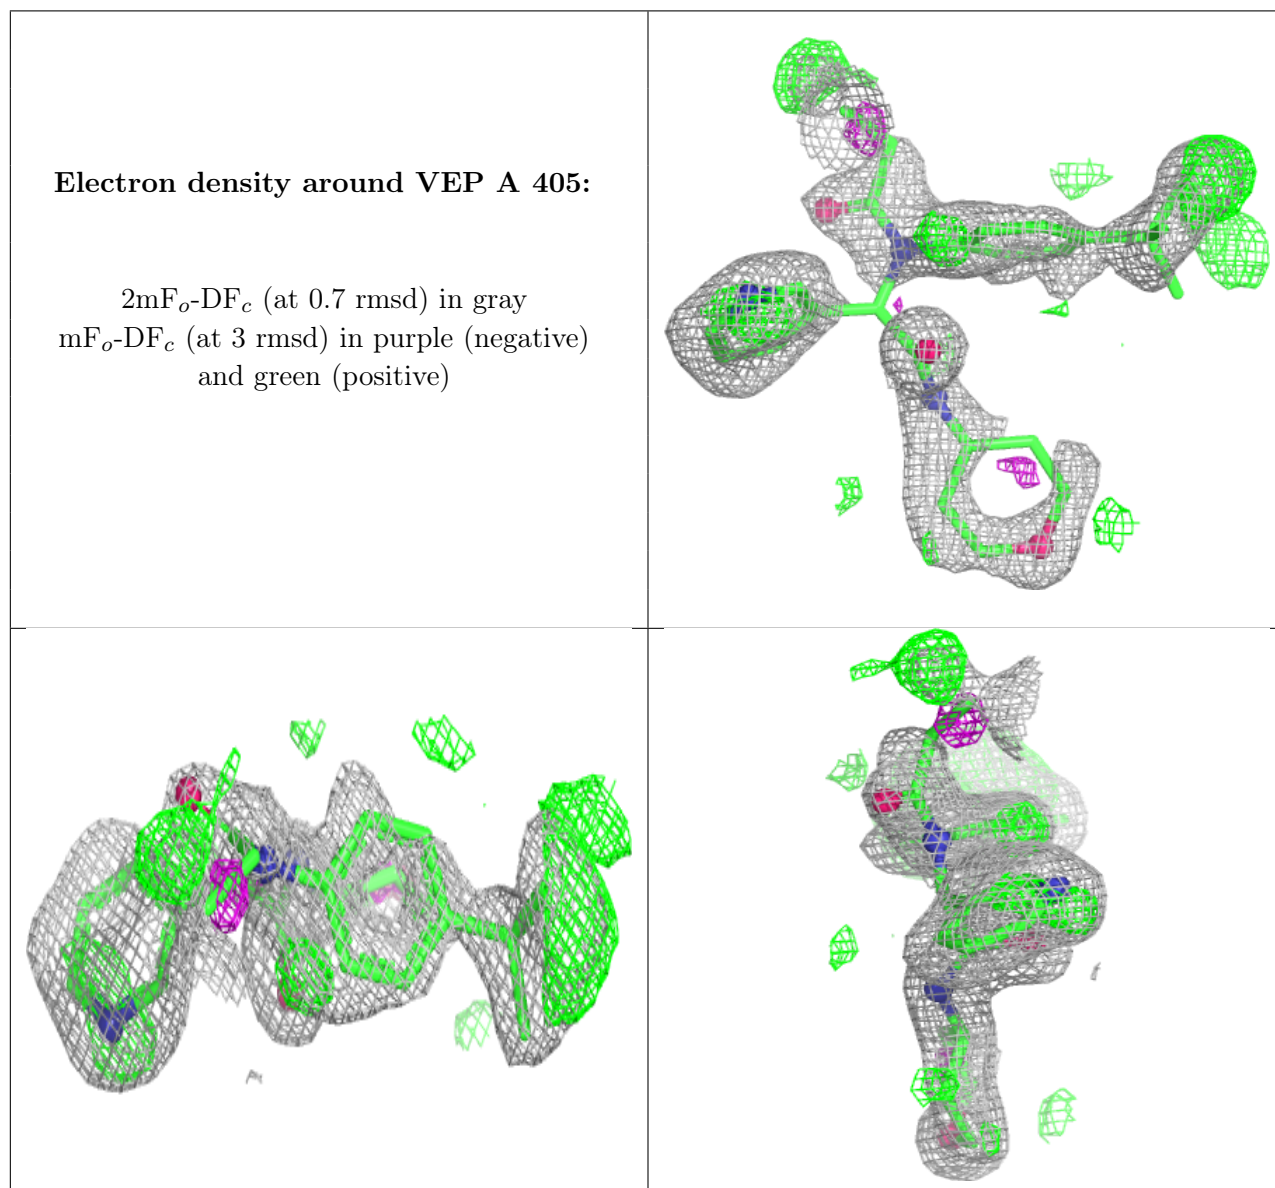 Electron density around VEP A 405:
2mFo-DFc (at 0.7 rmsd) in gray
mFo-DFc (at 3 rmsd) in purple (negative)
and green (positive)